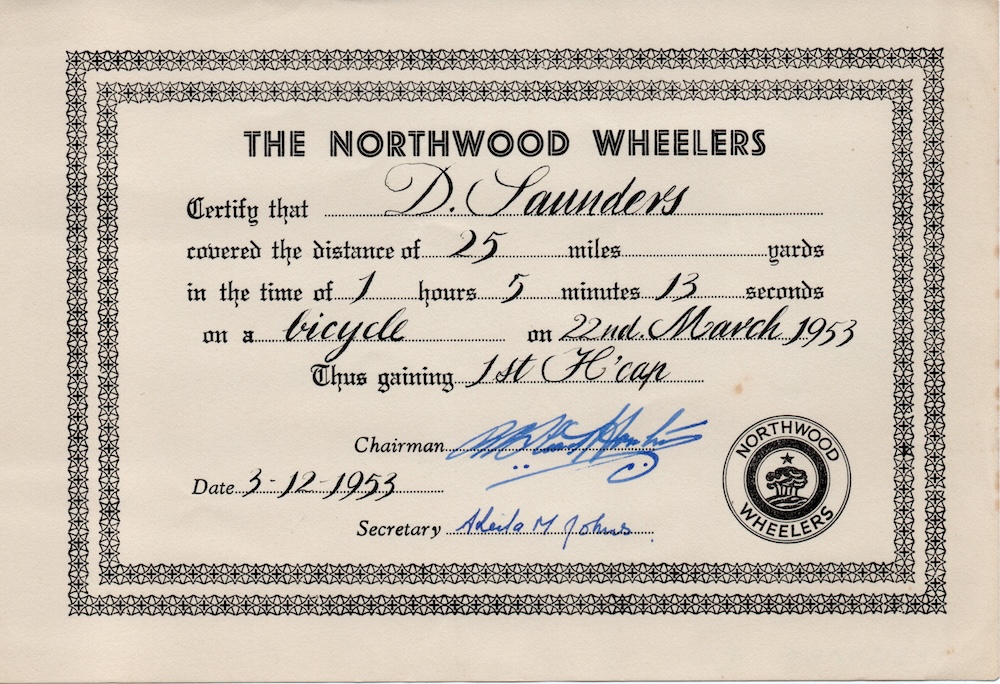 THE NORTHWOOD WHEELERS
Certify that D. Saunders
covered the distance of 25 miles yards
in the time of 1 hours 5 minutes 13 seconds
on a bicycle on 22nd. March 1953
Thus gaining 1st H'cap
Chairman
Date 3-12-1953
Secretary Sheila M Johns
NORTHWOOD
WHEELERS